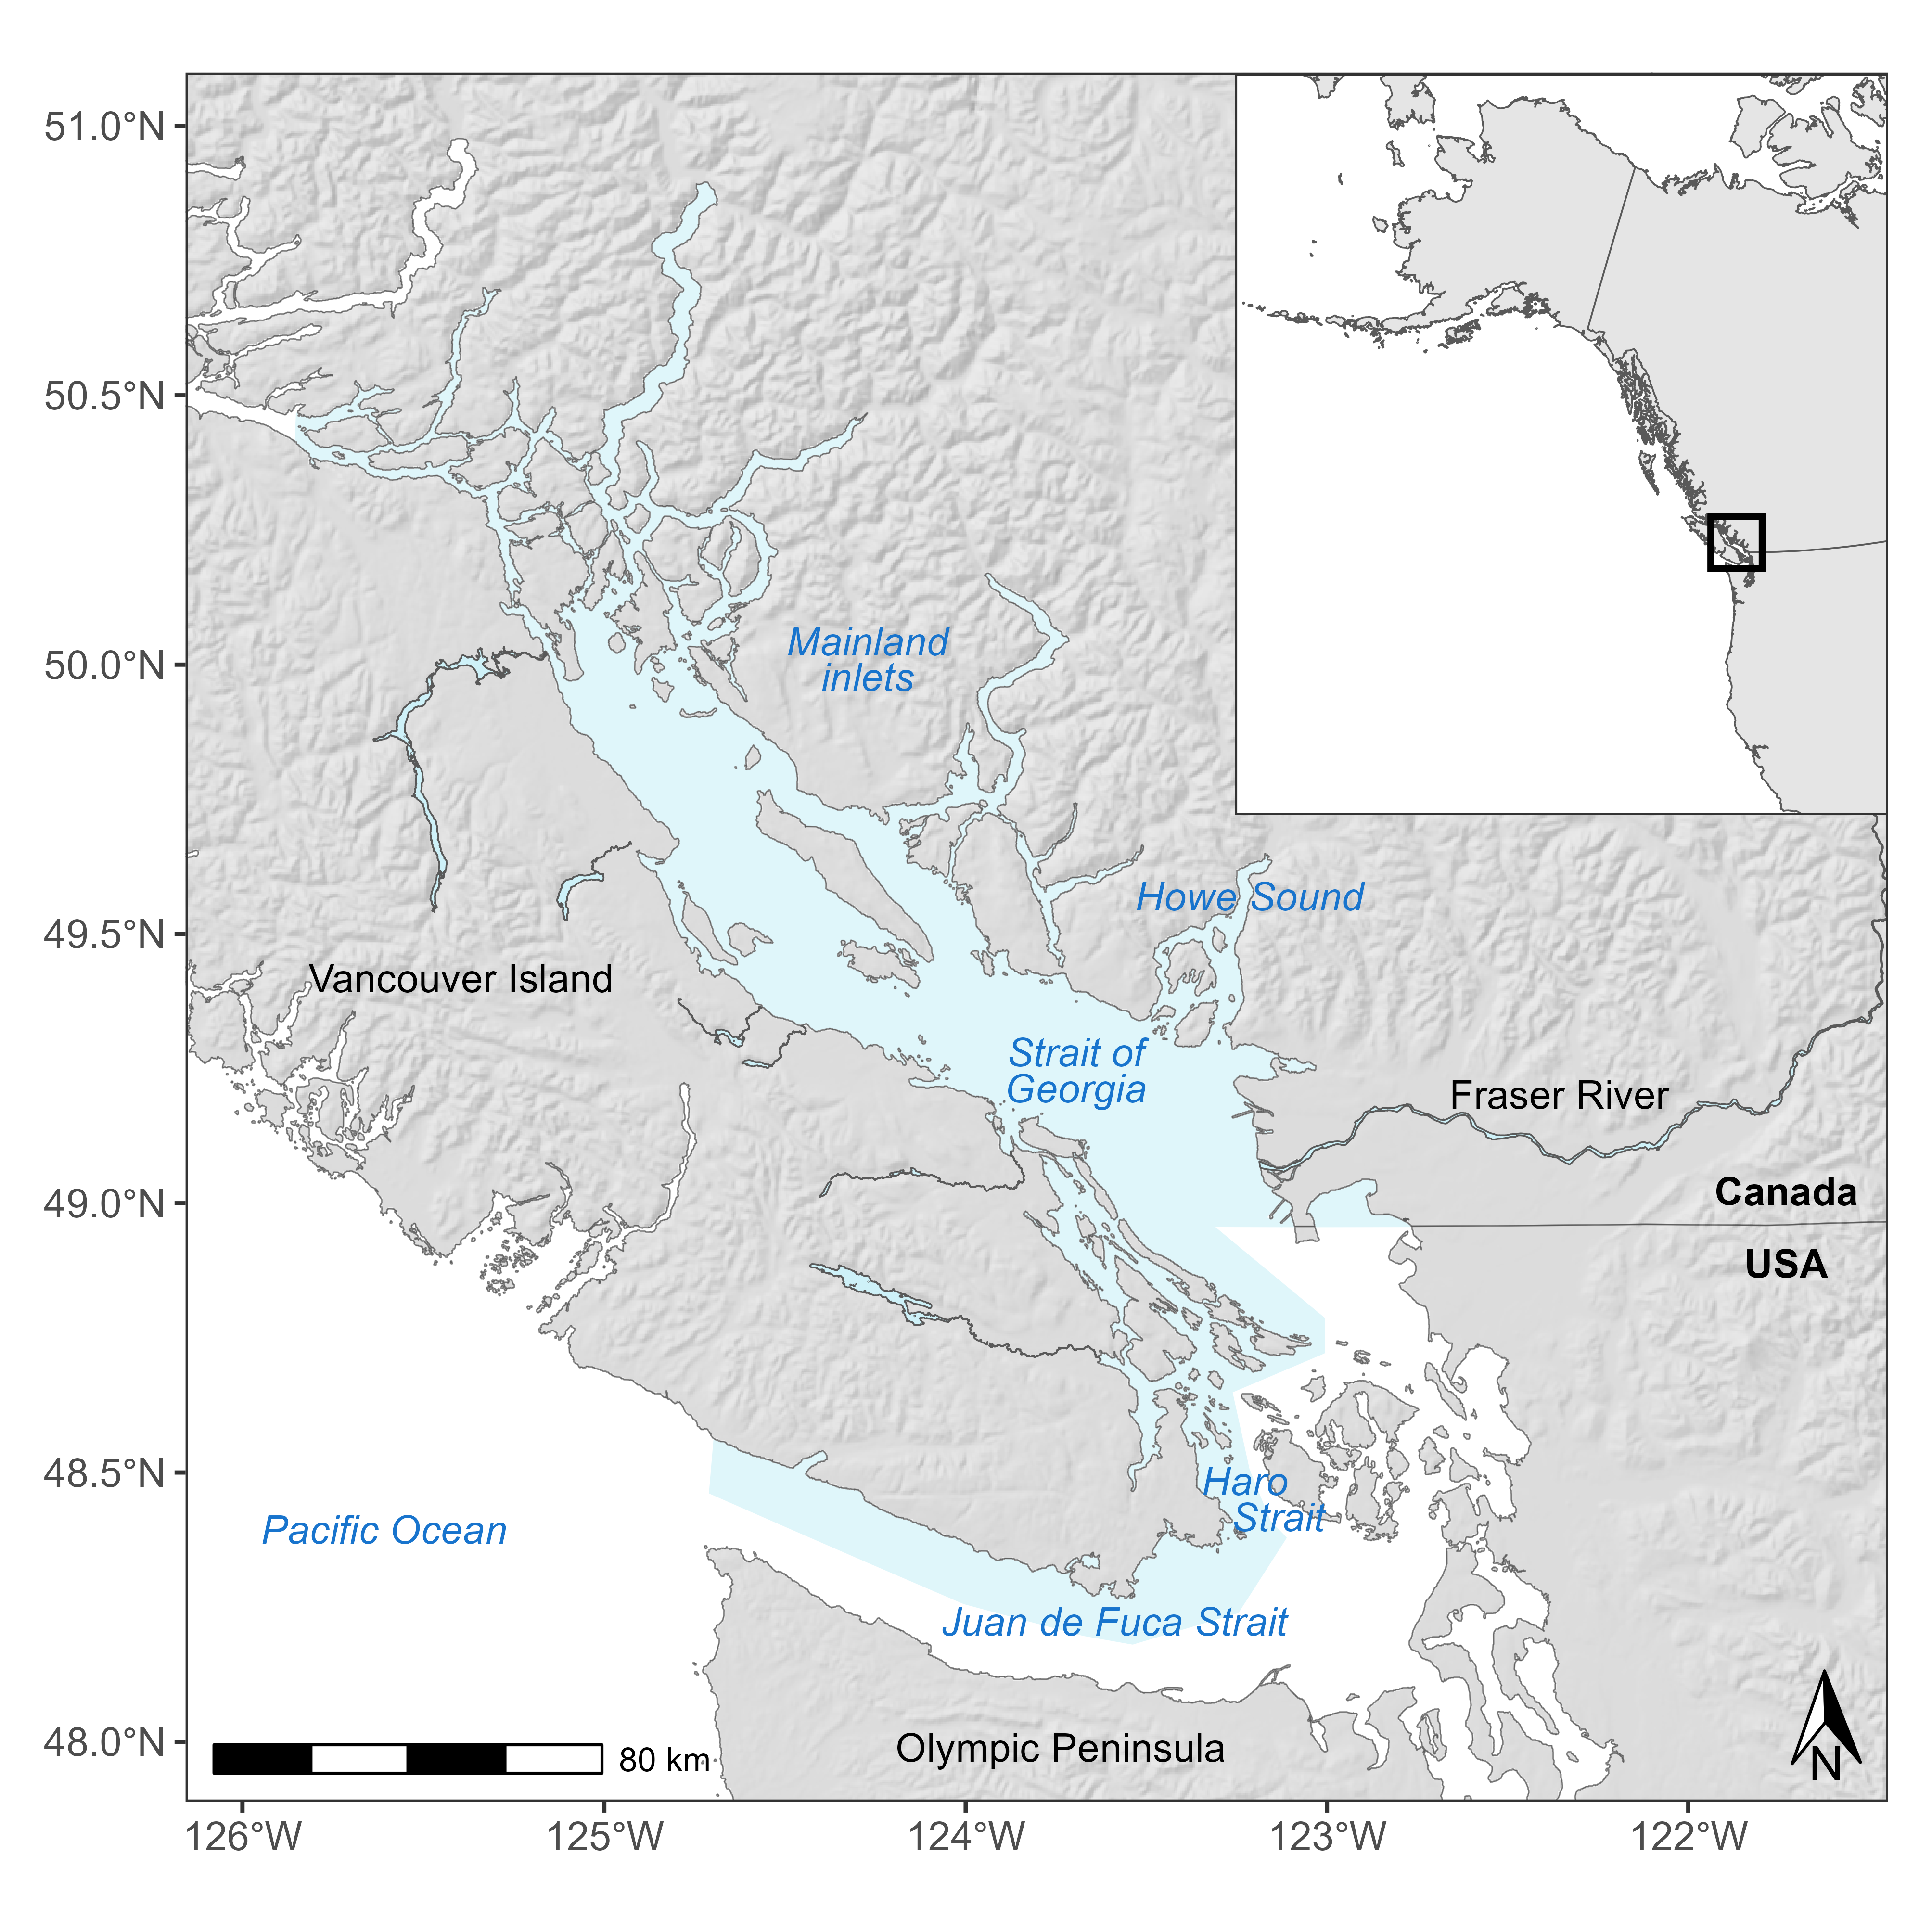 51.0°N
50.5°N
50.0°N
49.5°N
49.0°N
48.5°N
48.0°N
Mainland
inlets
Howe Sound
Vancouver Island
Strait of
Georgia
Fraser River
Canada
USA
Haro
Strait
Pacific Ocean
Juan de Fuca Strait
Olympic Peninsula
80 km
N
126°W
125°W
124°W
123°W
122°W